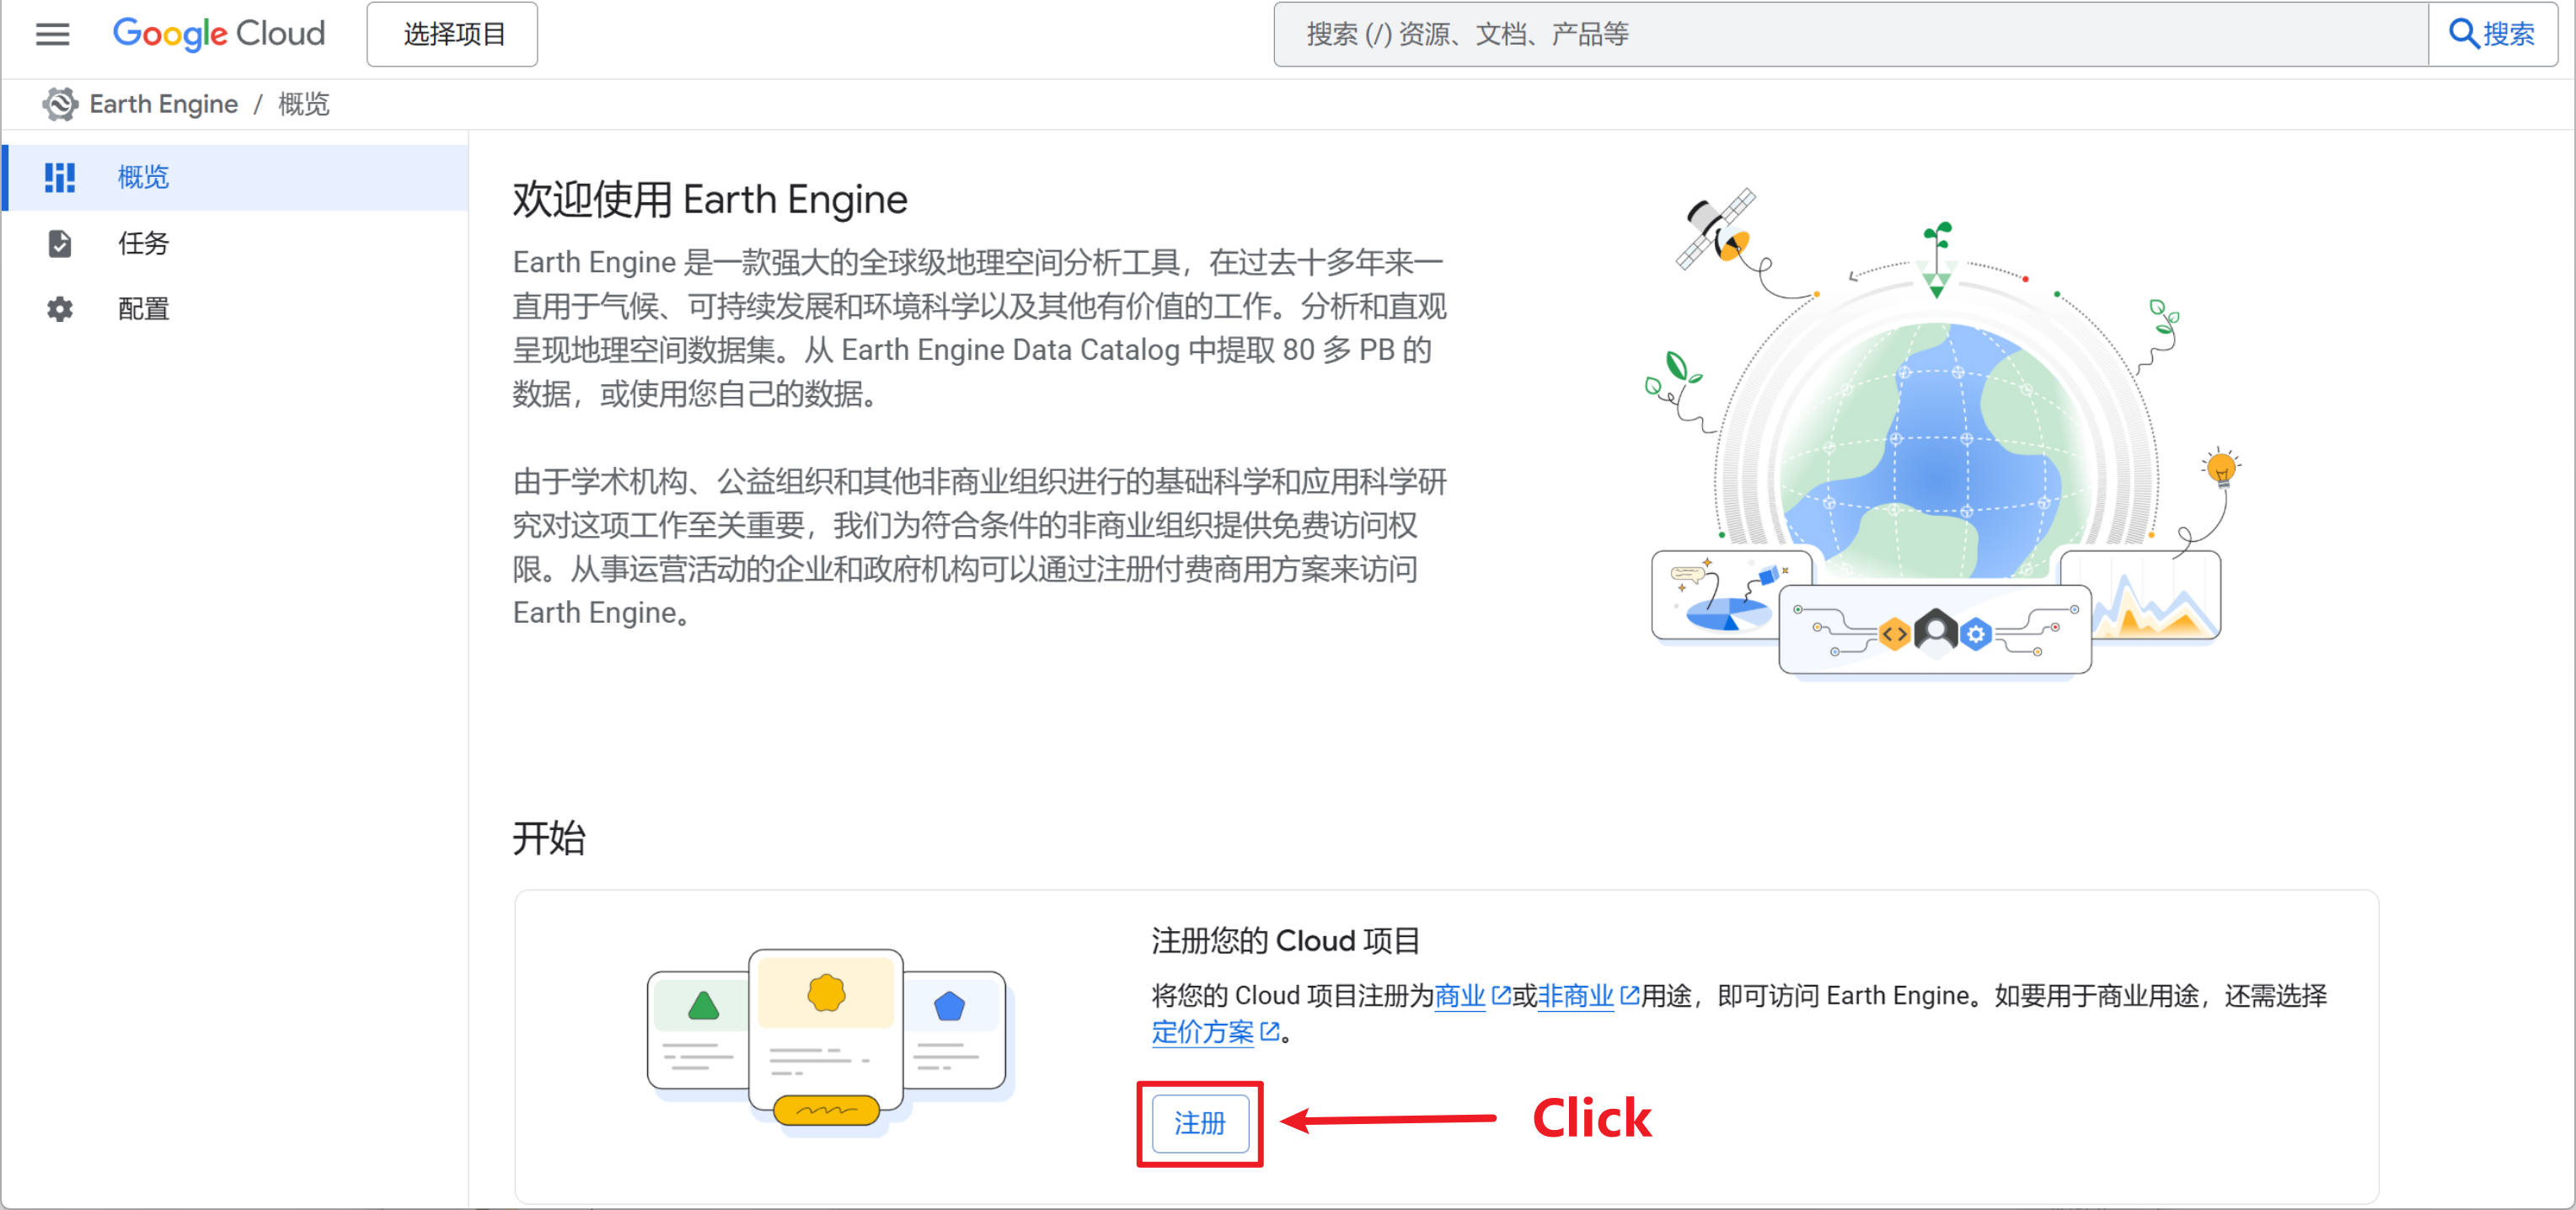 Google Cloud
选择项目
搜索 (/) 资源、文档、产品等
搜索
Earth Engine / 概览
概览
任务
配置
欢迎使用 Earth Engine
Earth Engine 是一款强大的全球级地理空间分析工具，在过去十多年来一
直用于气候、可持续发展和环境科学以及其他有价值的工作。分析和直观
呈现地理空间数据集。从 Earth Engine Data Catalog 中提取 80 多 PB 的
数据，或使用您自己的数据。
由于学术机构、公益组织和其他非商业组织进行的基础科学和应用科学研
究对这项工作至关重要，我们为符合条件的非商业组织提供免费访问权
限。从事运营活动的企业和政府机构可以通过注册付费商用方案来访问
Earth Engine。
开始
注册您的 Cloud 项目
将您的 Cloud 项目注册为商业或非商业用途，即可访问 Earth Engine。如要用于商业用途，还需选择
定价方案。
注册
Click